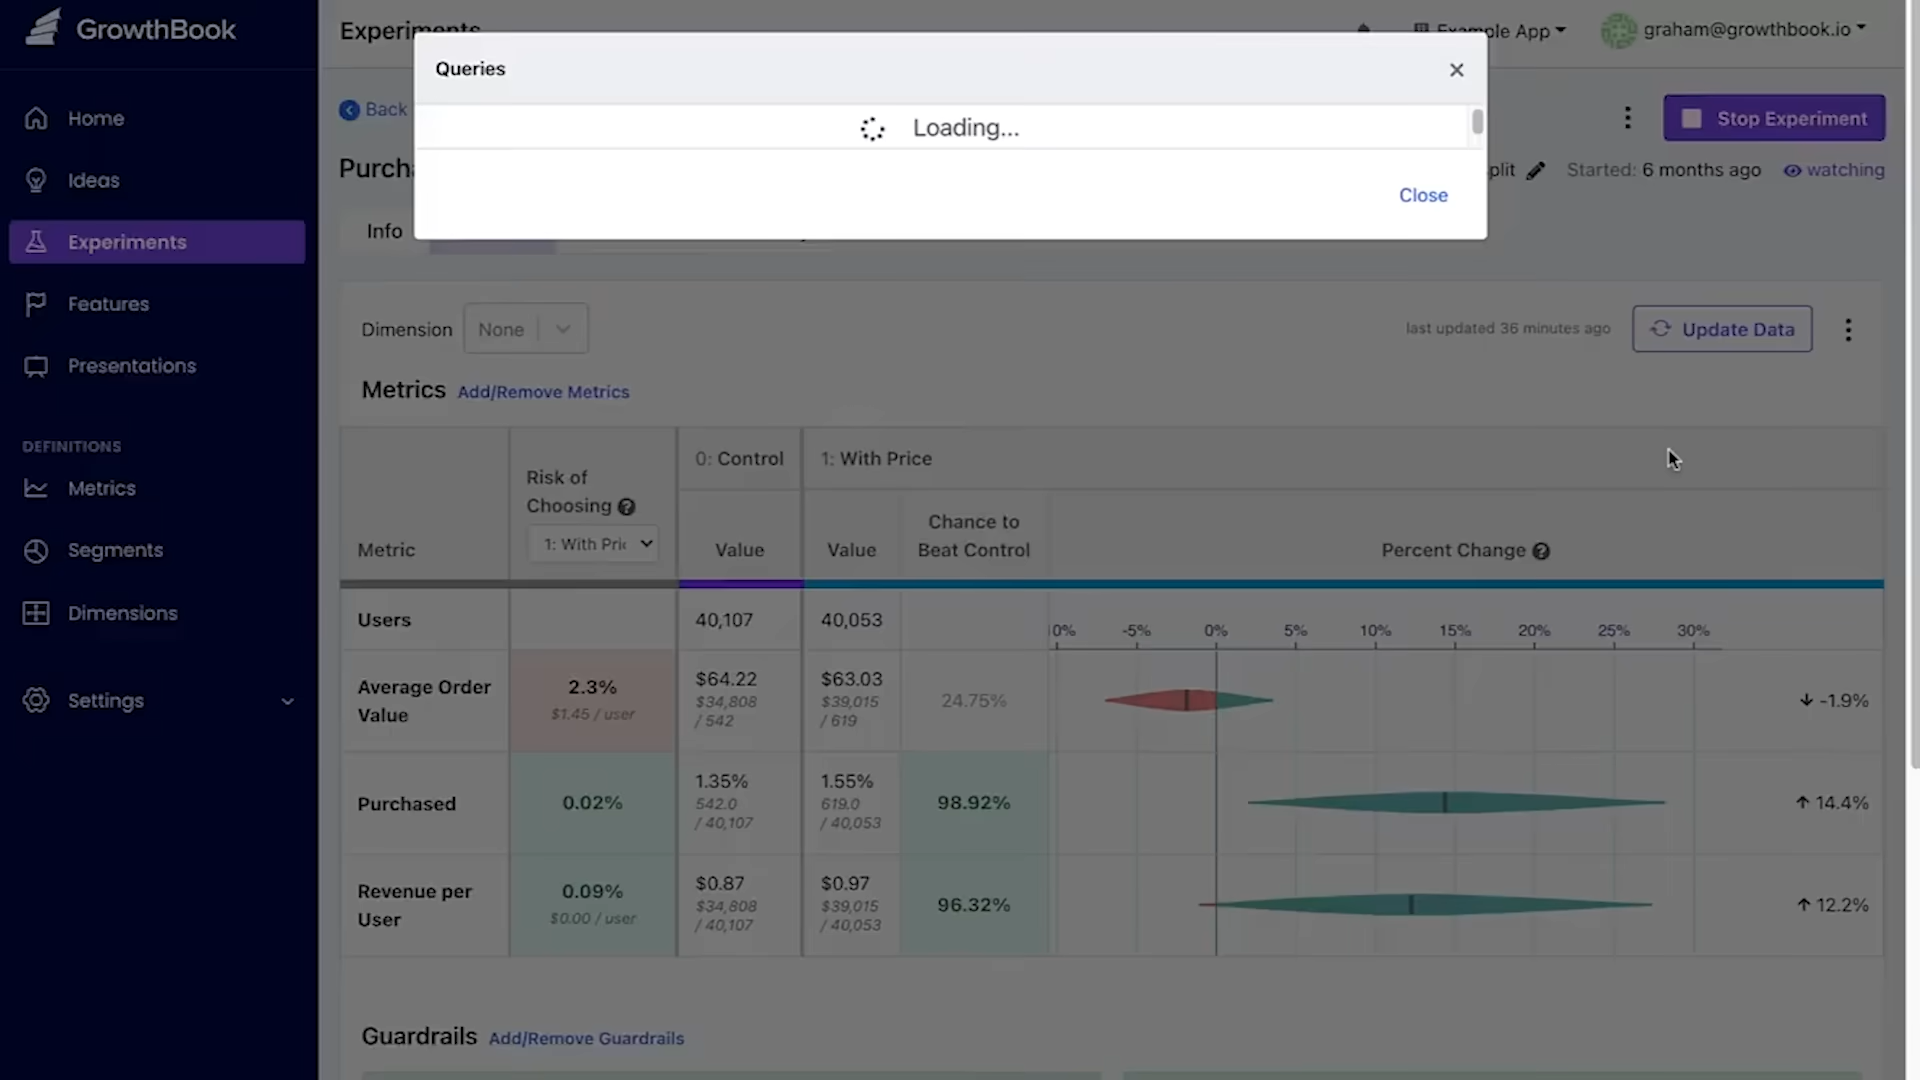 GrowthBook
Experiments
Example App
graham@growthbook.io
Queries
Loading...
Close
Home
Ideas
Experiments
Features
Presentations
DEFINITIONS
Metrics
Segments
Dimensions
Settings
Back
Stop Experiment
Started: 6 months ago
watching
Info
Dimension
None
last updated 36 minutes ago
Update Data
Metrics Add/Remove Metrics
Metric
Risk of
Choosing
1: With Pric
0: Control
1: With Price
Value
Value
Chance to
Beat Control
Percent Change
Users
40,107
40,053
-5%
0%
5%
10%
15%
20%
25%
30%
Average Order
Value
2.3%
$1.45 / user
$64.22
$34,808
/ 542
$63.03
$39,015
/ 619
24.75%
-1.9%
Purchased
0.02%
1.35%
542.0
/ 40,107
1.55%
619.0
/ 40,053
98.92%
14.4%
Revenue per
User
0.09%
$0.00 / user
$0.87
$34,808
/ 40,107
$0.97
$39,015
/ 40,053
96.32%
12.2%
Guardrails Add/Remove Guardrails